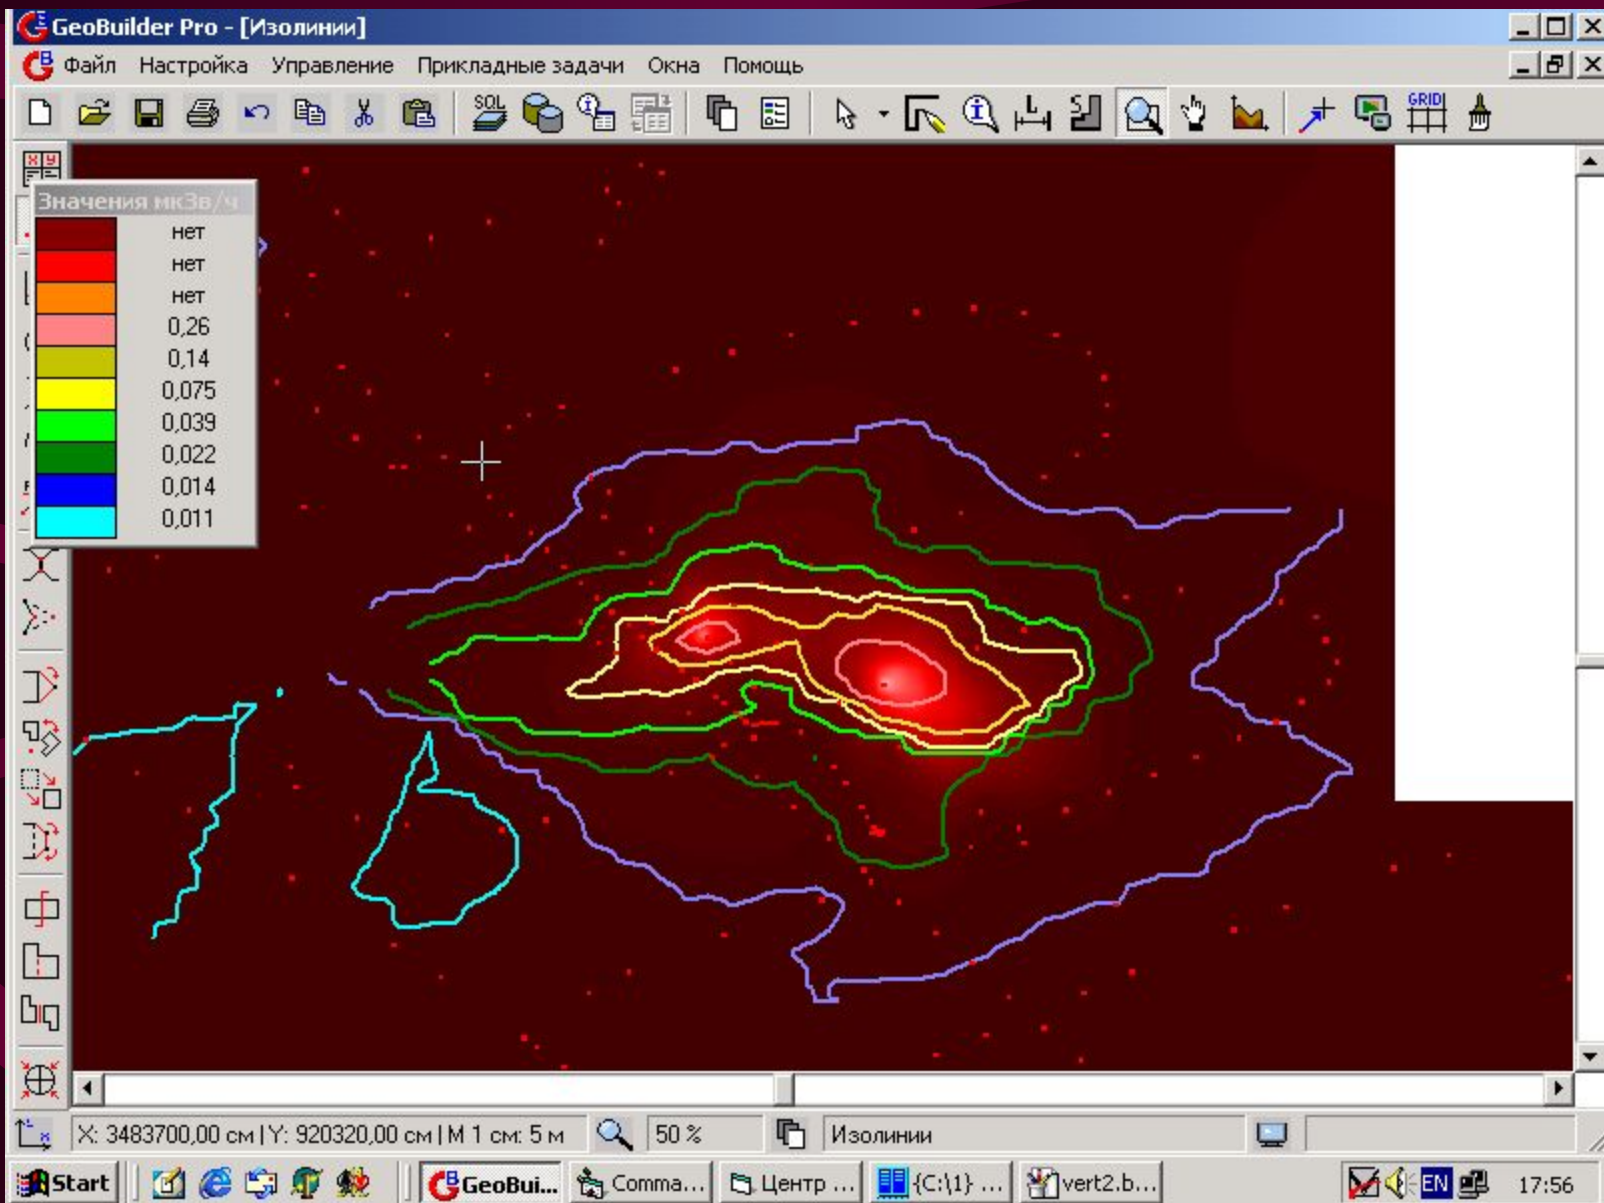 GeoBuilder Pro - [Изолинии]
Файл Настройка Управление Прикладные задачи Окна Помощь
SQL
GRID
Значения мкЗв/ч
нет
нет
нет
0,26
0,14
0,075
0,039
0,022
0,014
0,011
X: 3483700,00 см | Y: 920320,00 см | М 1 см: 5 м
50 %
Изолинии
Start
GeoBui...
Comma...
Центр ...
{C:\1} ...
vert2.b...
EN
17:56